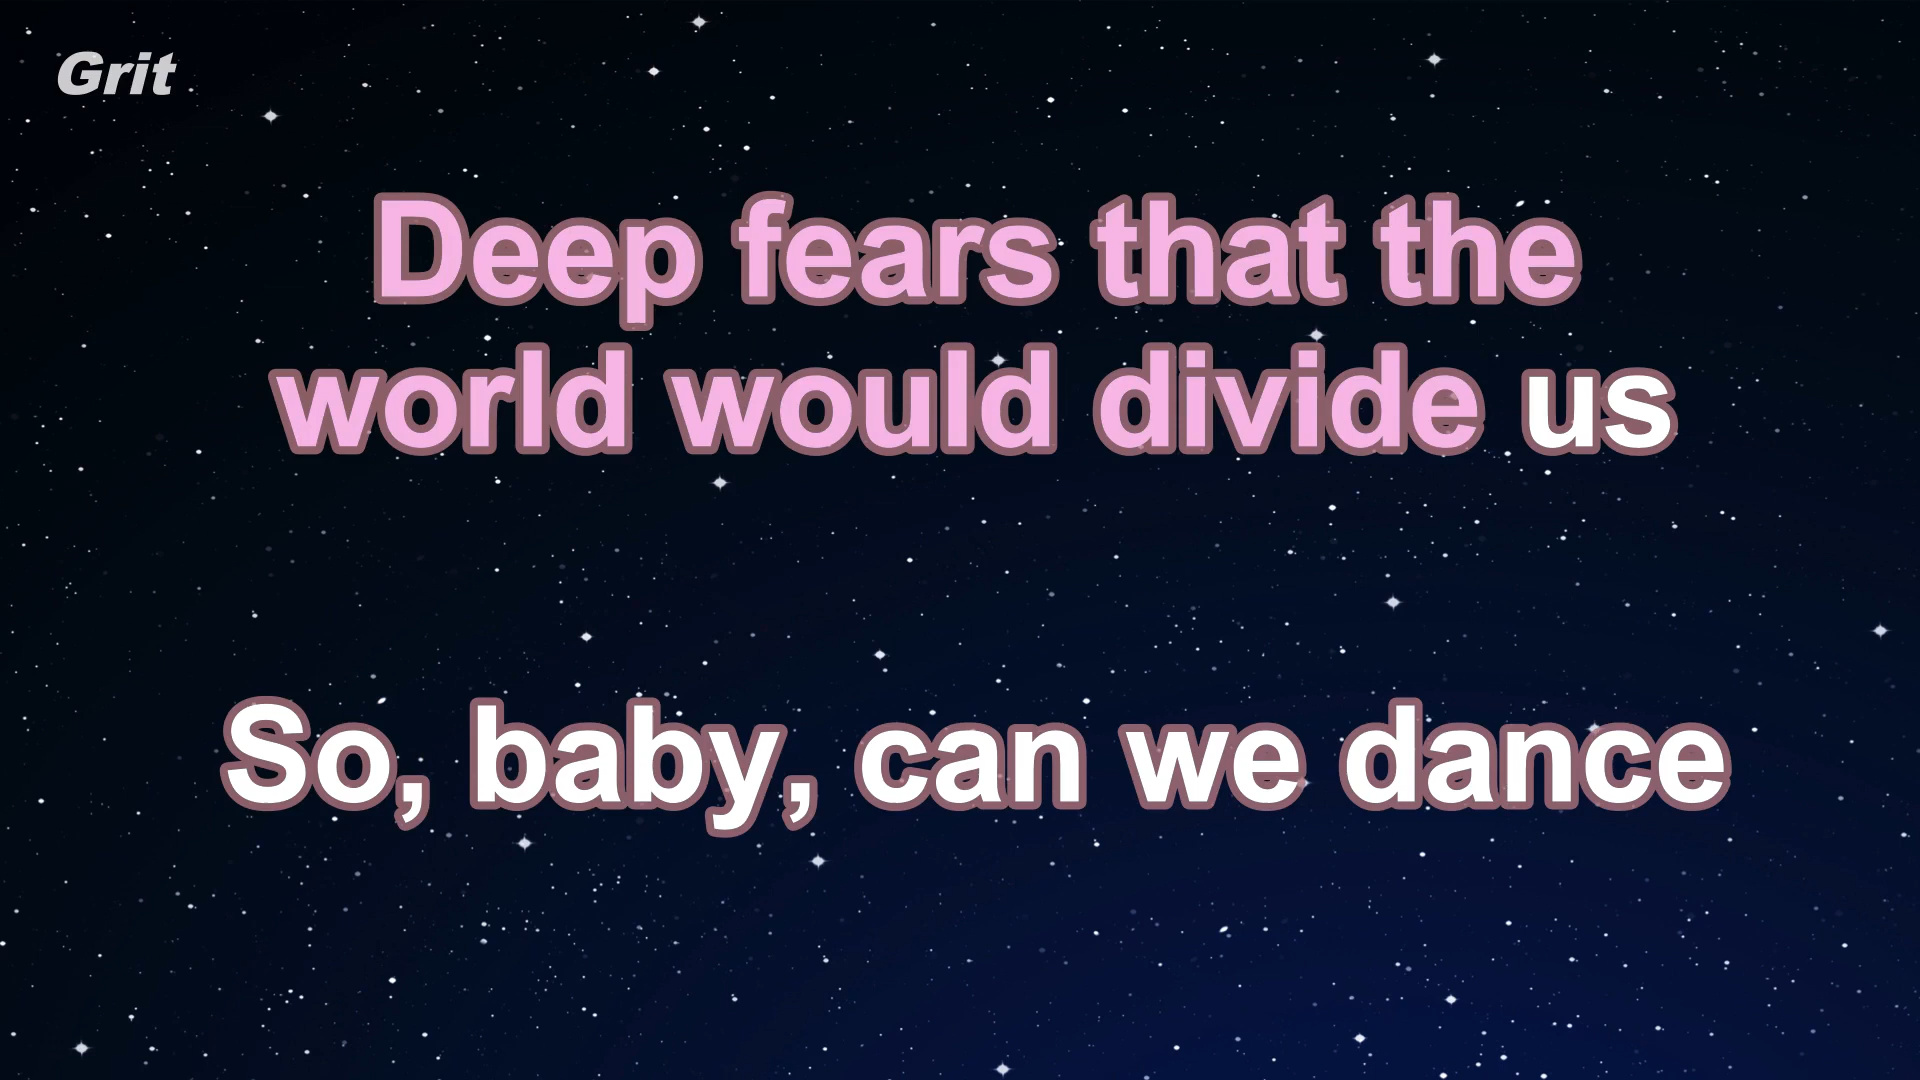 Grit
Deep fears that the
world would divide us
So, baby, can we dance